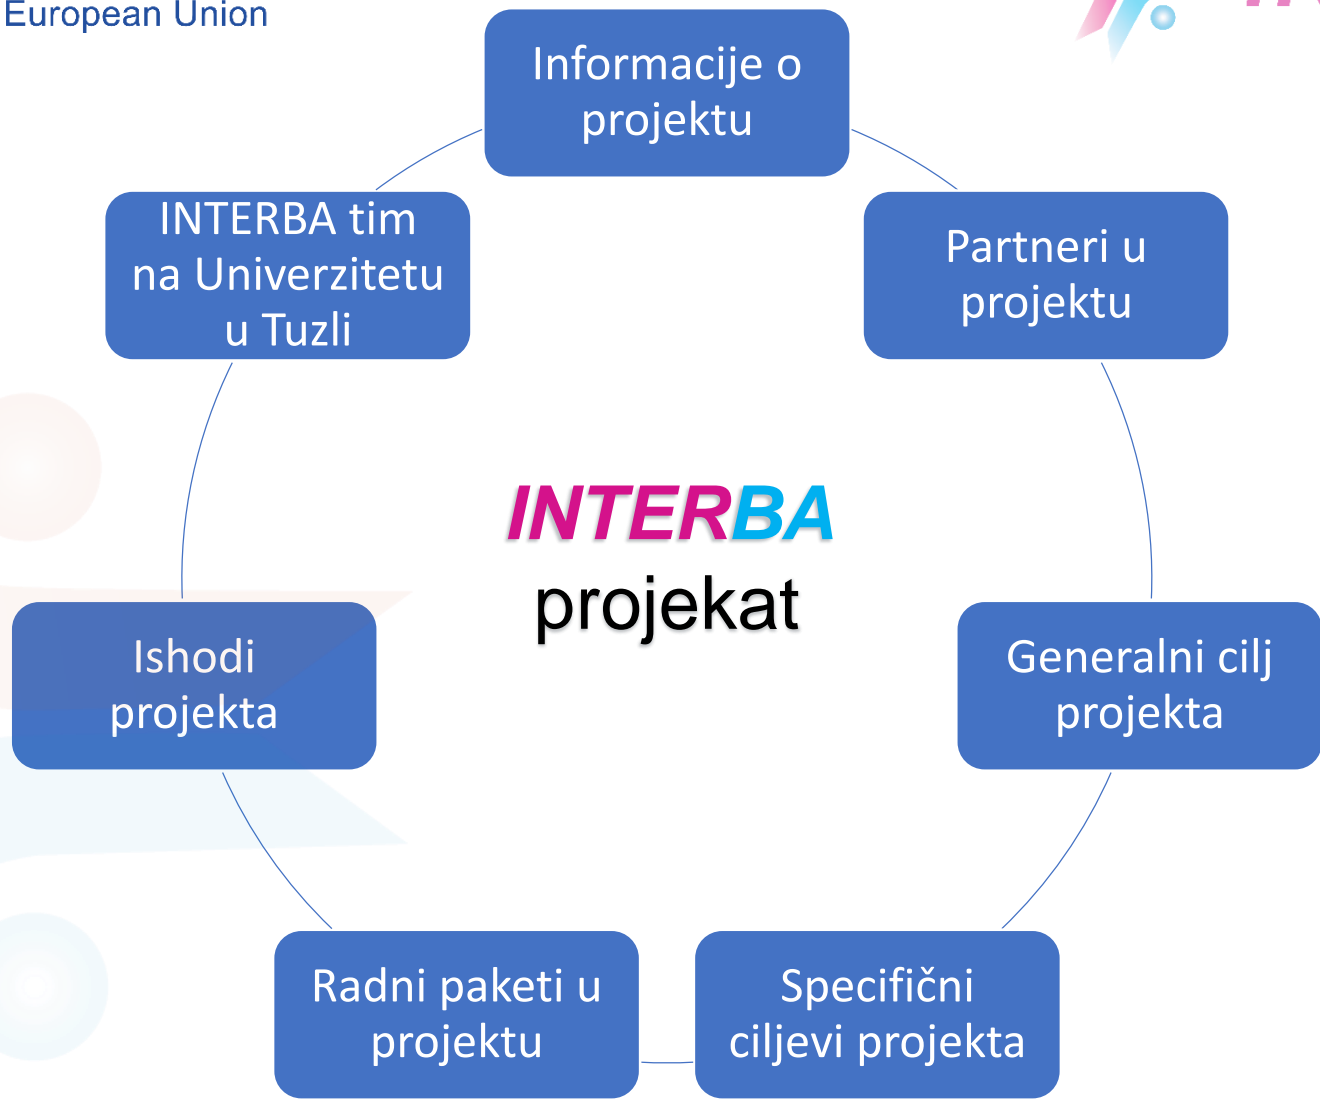 European Union
Informacije o
projektu
Partneri u
projektu
Generalni cilj
projekta
Specifični
ciljevi projekta
Radni paketi u
projektu
Ishodi
projekta
INTERBA tim
na Univerzitetu
u Tuzli
INTERBA
projekat